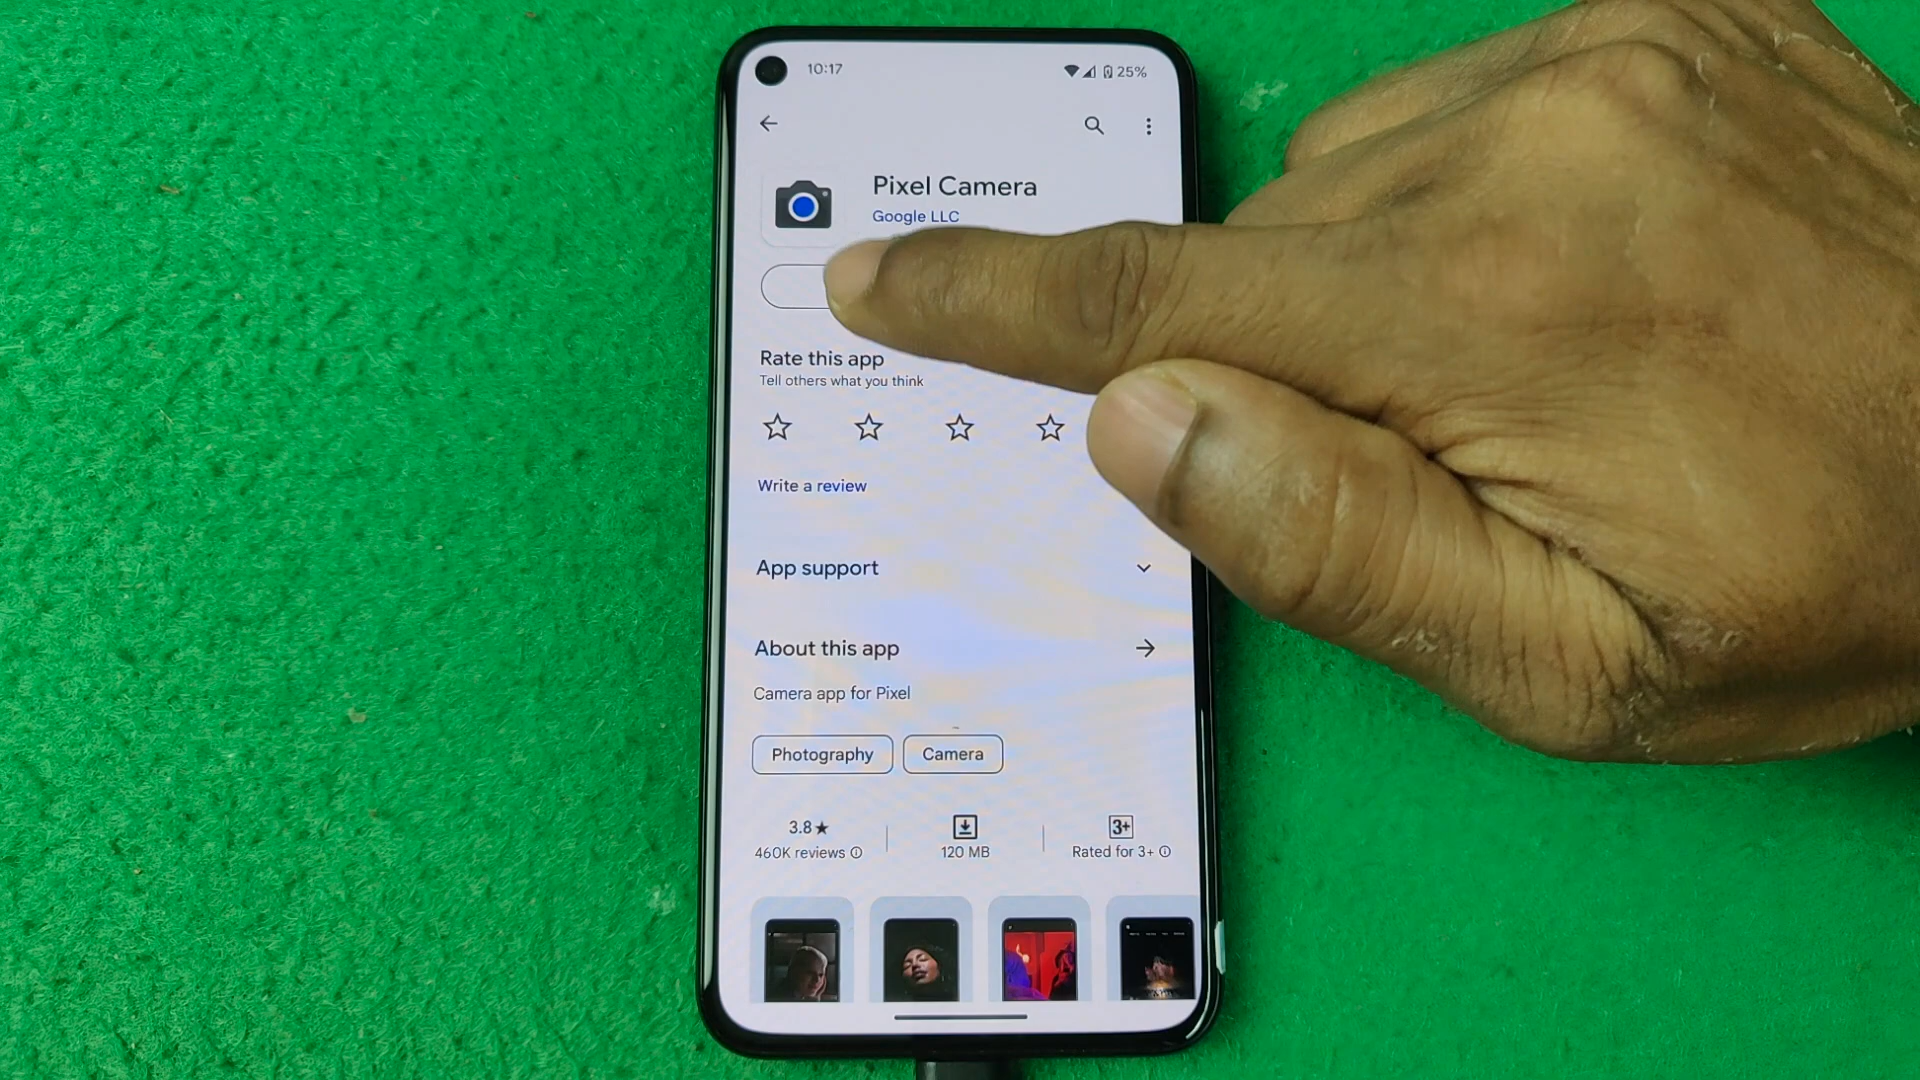 10:17
25%
Pixel Camera
Google LLC
Rate this app
Tell others what you think
Write a review
App support
About this app
Camera app for Pixel
Photography
Camera
3.8★
3+
460K reviews
120 MB
Rated for 3+